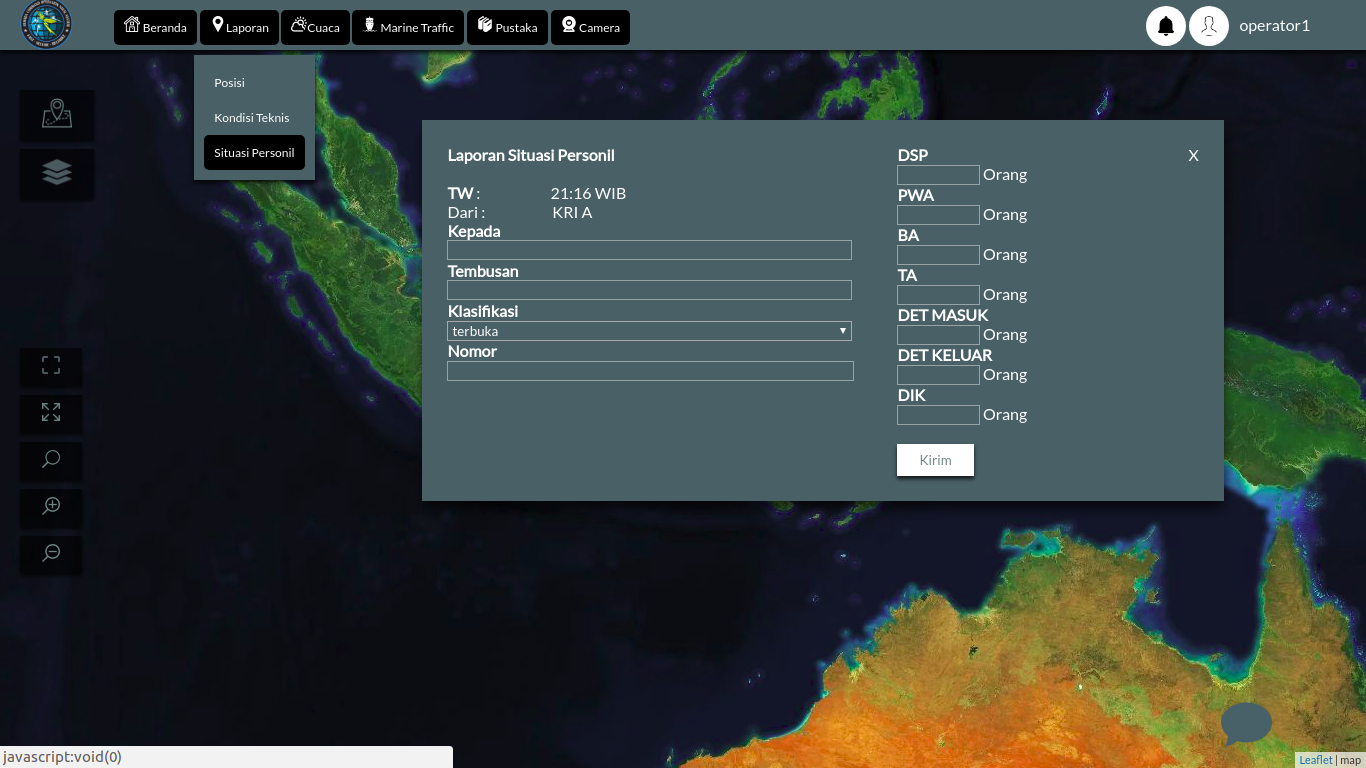 Beranda
Laporan
Cuaca
Marine Traffic
Pustaka
Camera
operator1
Posisi
Kondisi Teknis
Situasi Personil
Laporan Situasi Personil
X
TW : 21:16 WIB
Dari : KRI A
Kepada
Tembusan
Klasifikasi
terbuka
Nomor
DSP
Orang
PWA
Orang
BA
Orang
TA
Orang
DET MASUK
Orang
DET KELUAR
Orang
DIK
Orang
Kirim
javascript:void(0)
Leaflet | map